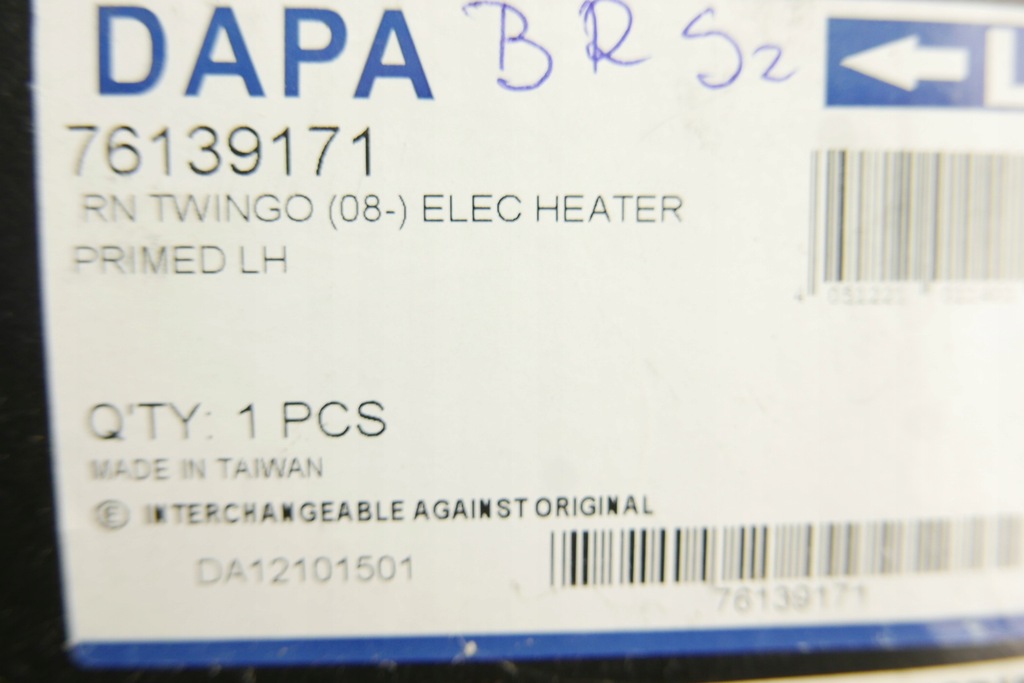 DAPA BR S2
L
76139171
RN TWINGO (08-) ELEC HEATER
PRIMED LH
Q'TY: 1 PCS
MADE IN TAIWAN
Ⓔ INTERCHANGEABLE AGAINST ORIGINAL
DA12101501
76139171